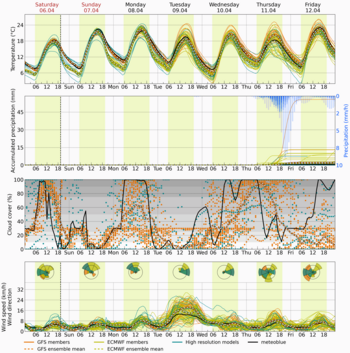 Saturday Sunday Monday Tuesday Wednesday Thursday Friday
06.04 07.04 08.04 09.04 10.04 11.04 12.04
Temperature (°C)
24
20
16
12
8
06 12 18 Sun 06 12 18 Mon 06 12 18 Tue 06 12 18 Wed 06 12 18 Thu 06 12 18 Fri 06 12 18
Accumulated precipitation (mm)
Precipitation (mm)
60
45
30
15
0
0
2
5
8
10
06 12 18 Sun 06 12 18 Mon 06 12 18 Tue 06 12 18 Wed 06 12 18 Thu 06 12 18 Fri 06 12 18
Cloud cover (%)
100
80
60
40
20
0
06 12 18 Sun 06 12 18 Mon 06 12 18 Tue 06 12 18 Wed 06 12 18 Thu 06 12 18 Fri 06 12 18
Wind speed (km/h)
Wind direction
32
24
16
8
0
06 12 18 Sun 06 12 18 Mon 06 12 18 Tue 06 12 18 Wed 06 12 18 Thu 06 12 18 Fri 06 12 18
GFS members ECMWF members High resolution models meteoblue
GFS ensemble mean ECMWF ensemble mean